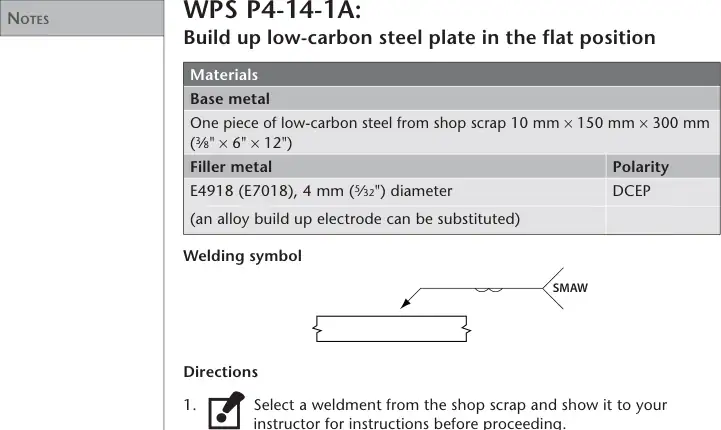 NOTES
WPS P4-14-1A:
Build up low-carbon steel plate in the flat position
Materials
Base metal
One piece of low-carbon steel from shop scrap 10 mm × 150 mm × 300 mm
(3⁄8" × 6" × 12")
Filler metal Polarity
E4918 (E7018), 4 mm (5⁄32") diameter DCEP
(an alloy build up electrode can be substituted)
Welding symbol
SMAW
Directions
1. Select a weldment from the shop scrap and show it to your
instructor for instructions before proceeding.